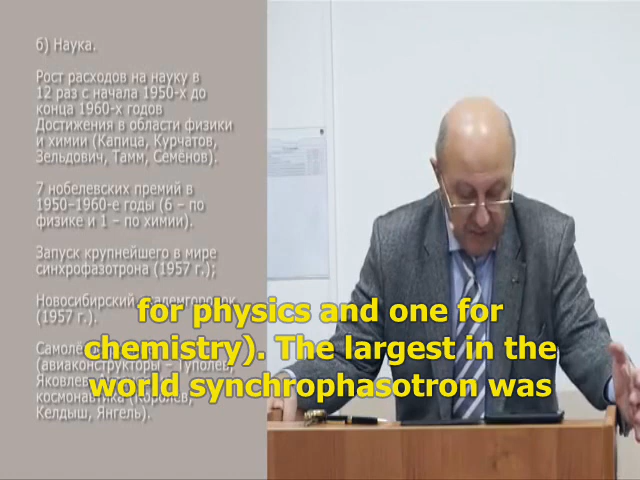 б) Наука.
Рост расходов на науку в
12 раз с начала 1950-х до
конца 1960-х годов
Достижения в области физики
и химии (Капица, Курчатов,
Зельдович, Тамм, Семёнов).
7 нобелевских премий в
1950–1960-е годы (6 – по
физике и 1 – по химии).
Запуск крупнейшего в мире
синхрофазотрона (1957 г.);
Новосибирский
(1957 г.).
for physics and one for
chemistry). The largest in the
world synchrophasotron was
(авиаконструкторы – Туполев,
космонавтика (Королёв,
Келдыш, Янгель).